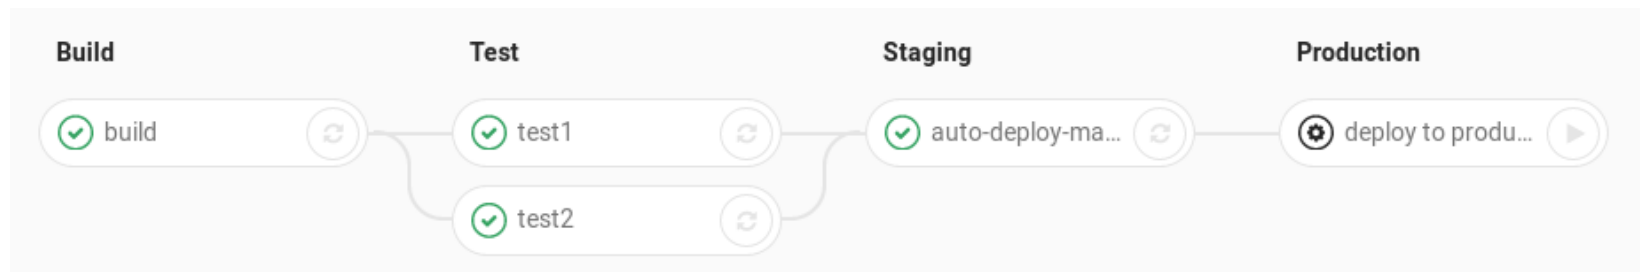 Build
Test
Staging
Production
build
test1
auto-deploy-ma...
deploy to produ...
test2